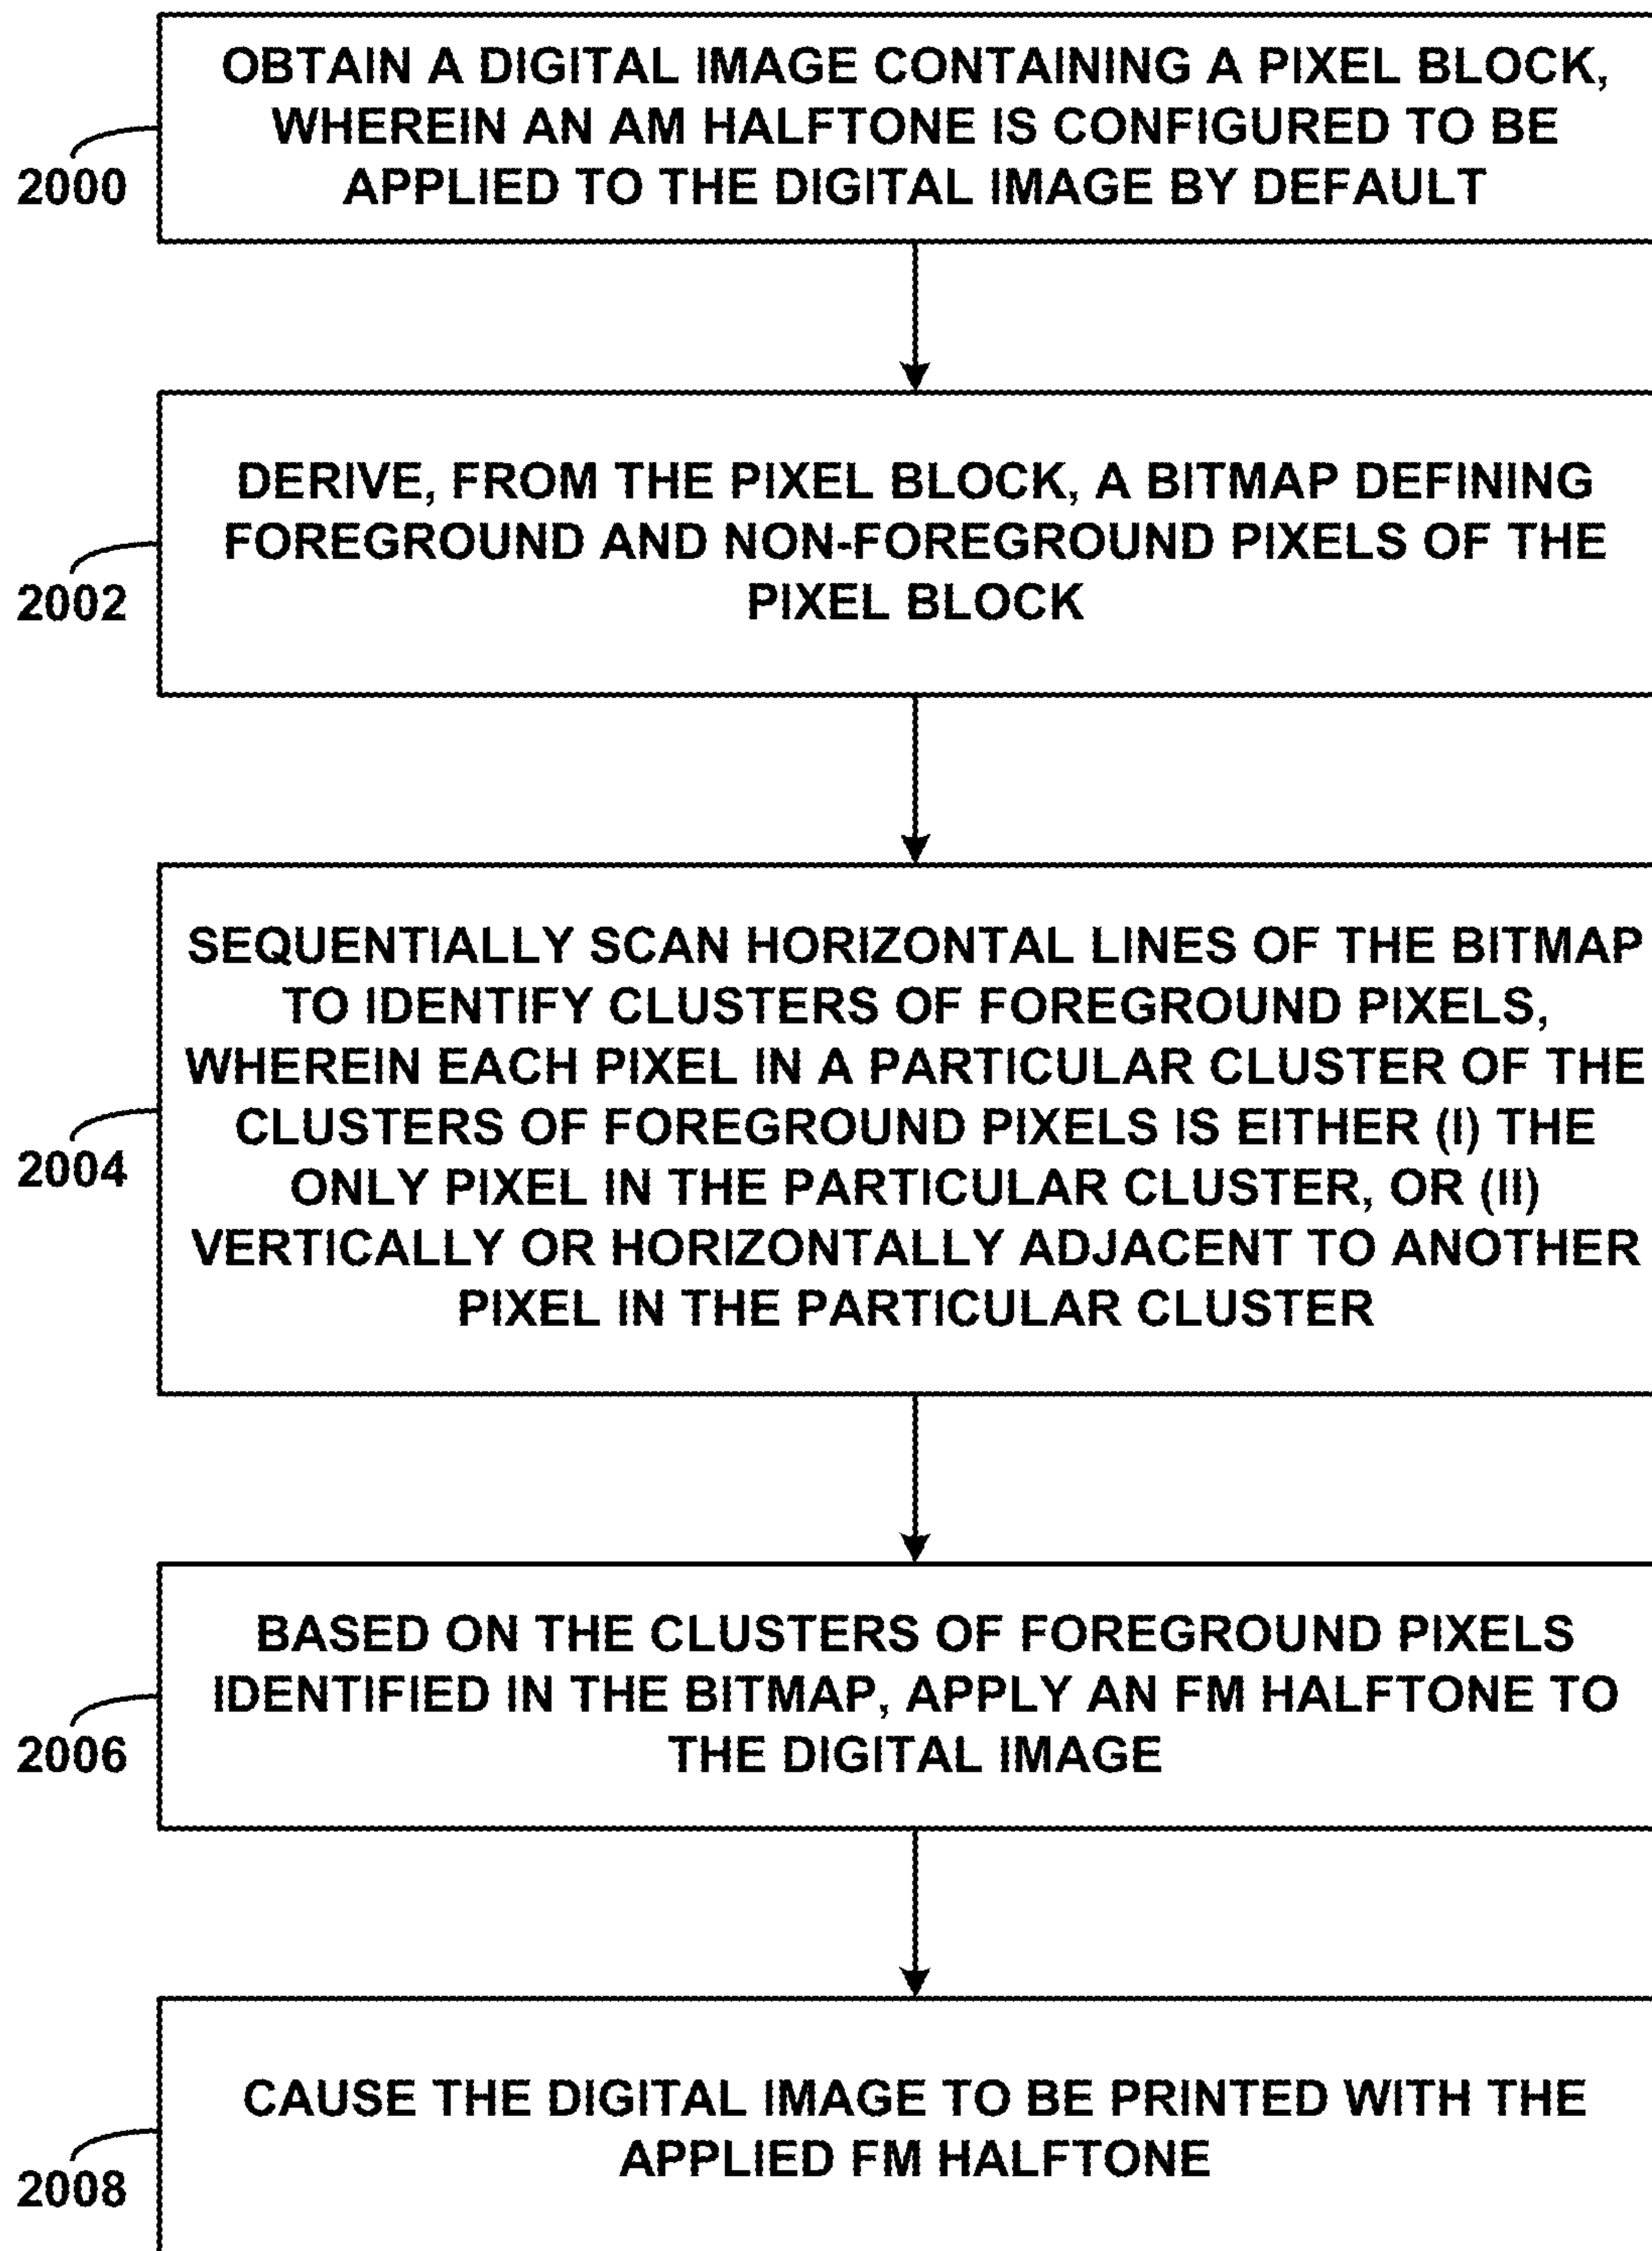 OBTAIN A DIGITAL IMAGE CONTAINING A PIXEL BLOCK,
WHEREIN AN AM HALFTONE IS CONFIGURED TO BE
APPLIED TO THE DIGITAL IMAGE BY DEFAULT
2000
DERIVE, FROM THE PIXEL BLOCK, A BITMAP DEFINING
FOREGROUND AND NON-FOREGROUND PIXELS OF THE
PIXEL BLOCK
2002
SEQUENTIALLY SCAN HORIZONTAL LINES OF THE BITMAP
TO IDENTIFY CLUSTERS OF FOREGROUND PIXELS,
WHEREIN EACH PIXEL IN A PARTICULAR CLUSTER OF THE
CLUSTERS OF FOREGROUND PIXELS IS EITHER (I) THE
ONLY PIXEL IN THE PARTICULAR CLUSTER, OR (II)
VERTICALLY OR HORIZONTALLY ADJACENT TO ANOTHER
PIXEL IN THE PARTICULAR CLUSTER
2004
BASED ON THE CLUSTERS OF FOREGROUND PIXELS
IDENTIFIED IN THE BITMAP, APPLY AN FM HALFTONE TO
THE DIGITAL IMAGE
2006
CAUSE THE DIGITAL IMAGE TO BE PRINTED WITH THE
APPLIED FM HALFTONE
2008